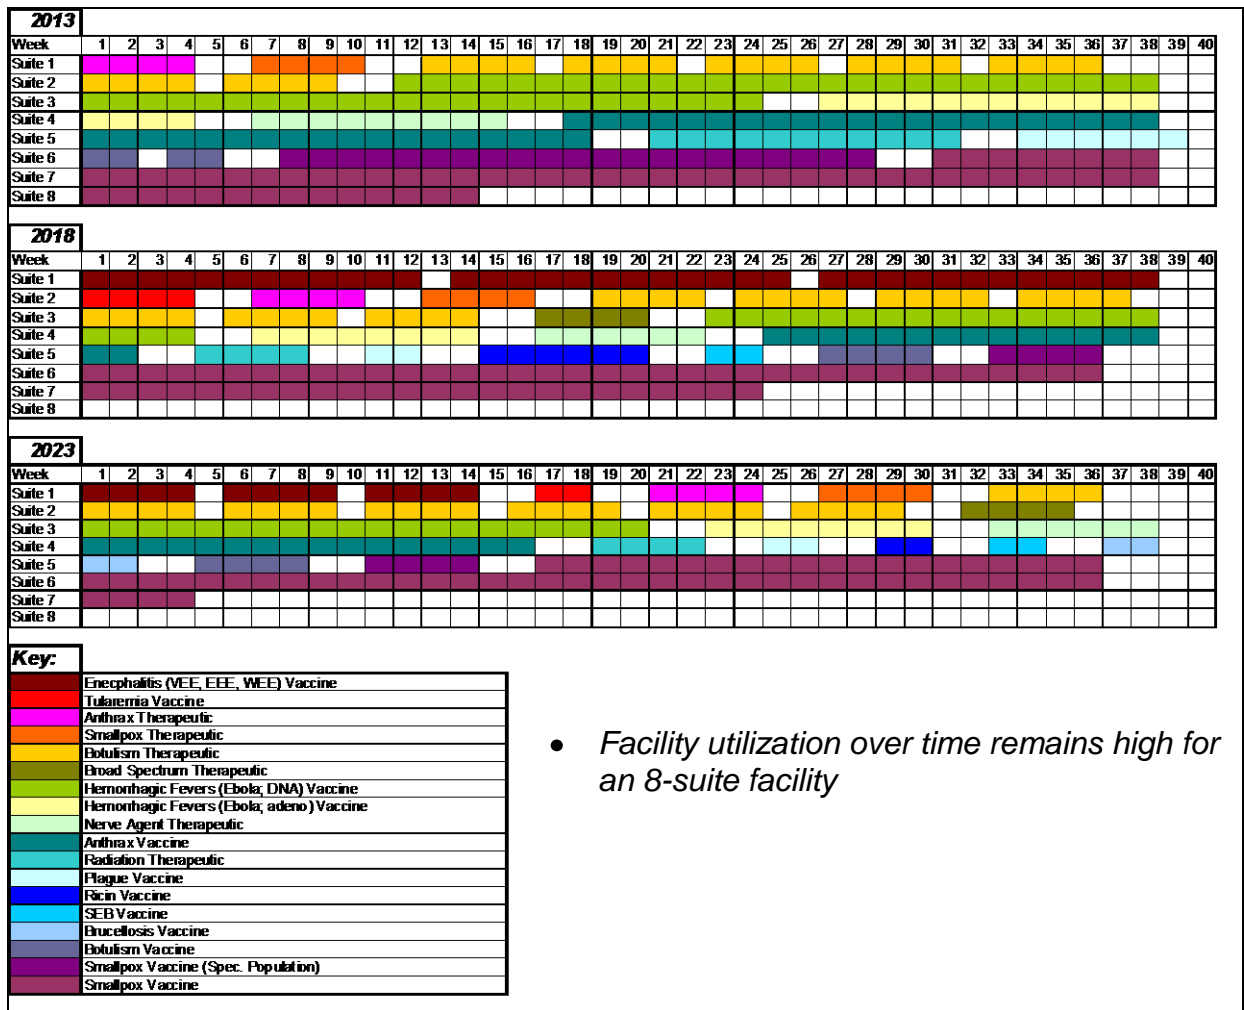 2013
Week 1 2 3 4 5 6 7 8 9 10 11 12 13 14 15 16 17 18 19 20 21 22 23 24 25 26 27 28 29 30 31 32 33 34 35 36 37 38 39 40
Suite 1
Suite 2
Suite 3
Suite 4
Suite 5
Suite 6
Suite 7
Suite 8
2018
Week 1 2 3 4 5 6 7 8 9 10 11 12 13 14 15 16 17 18 19 20 21 22 23 24 25 26 27 28 29 30 31 32 33 34 35 36 37 38 39 40
Suite 1
Suite 2
Suite 3
Suite 4
Suite 5
Suite 6
Suite 7
Suite 8
2023
Week 1 2 3 4 5 6 7 8 9 10 11 12 13 14 15 16 17 18 19 20 21 22 23 24 25 26 27 28 29 30 31 32 33 34 35 36 37 38 39 40
Suite 1
Suite 2
Suite 3
Suite 4
Suite 5
Suite 6
Suite 7
Suite 8
Key:
Enecphalitis (VEE, EEE, WEE) Vaccine
Tularemia Vaccine
Anthrax Therapeutic
Smallpox Therapeutic
Botulism Therapeutic
Broad Spectrum Therapeutic
Hemorrhagic Fevers (Ebola; DNA) Vaccine
Hemorrhagic Fevers (Ebola; adeno) Vaccine
Nerve Agent Therapeutic
Anthrax Vaccine
Radiation Therapeutic
Plague Vaccine
Ricin Vaccine
SEB Vaccine
Brucellosis Vaccine
Botulism Vaccine
Smallpox Vaccine (Spec. Population)
Smallpox Vaccine
• Facility utilization over time remains high for
an 8-suite facility